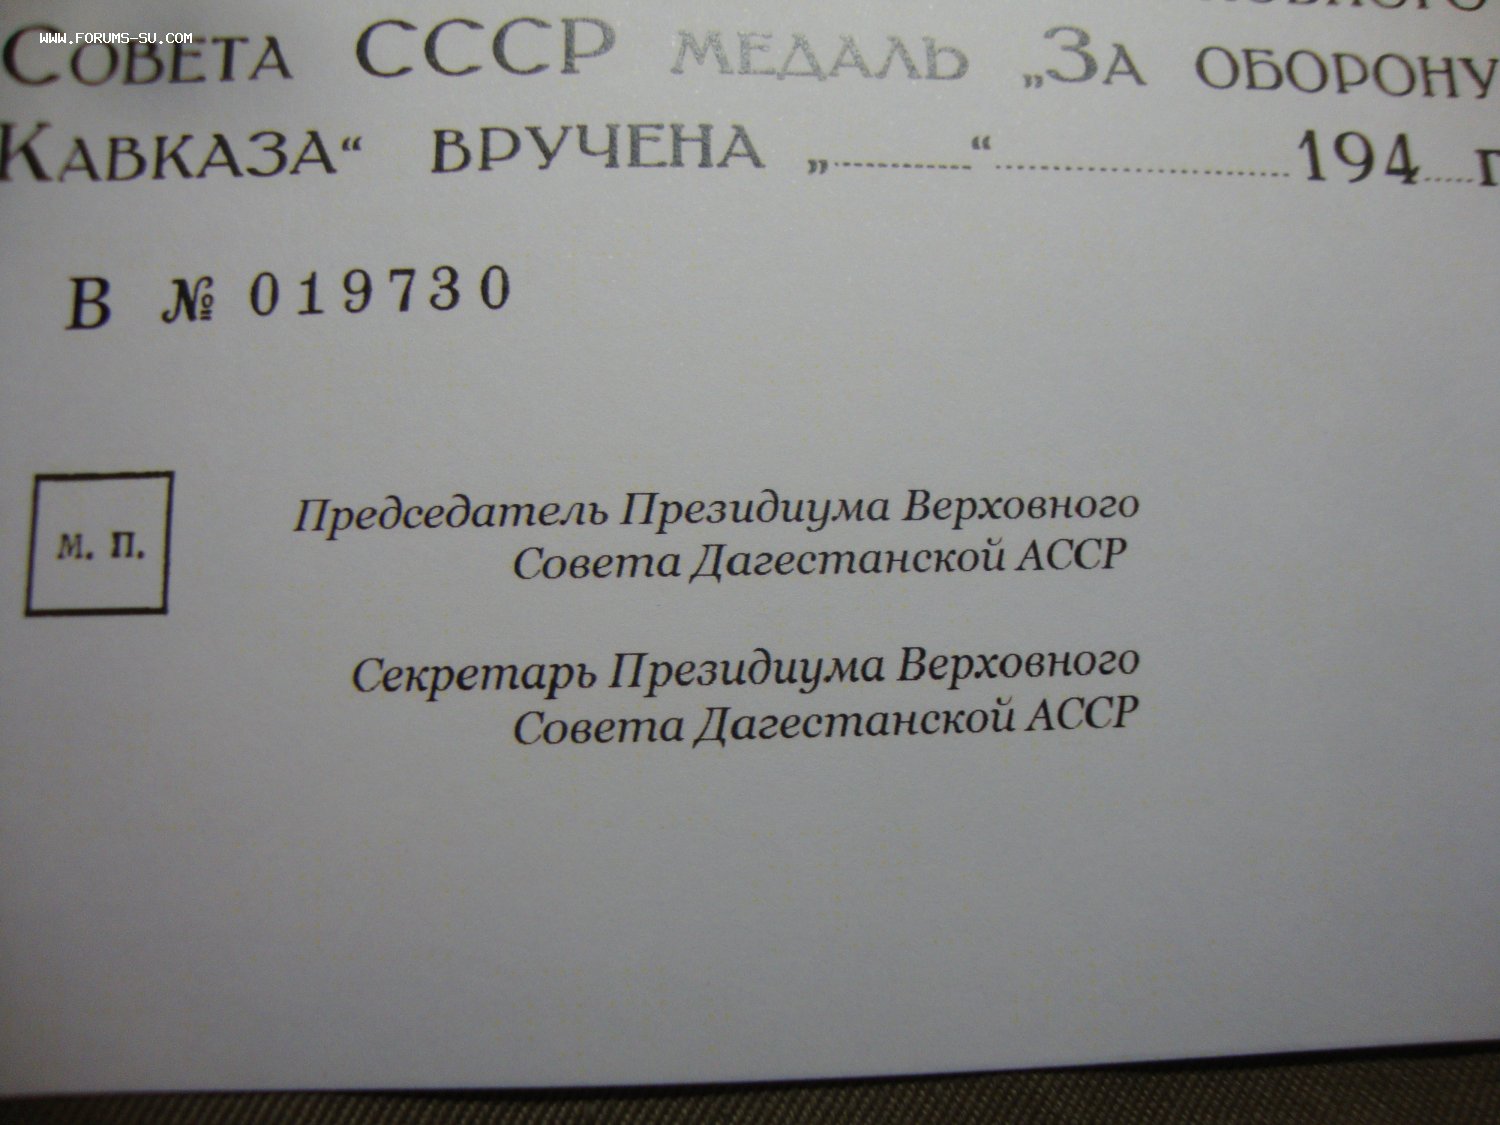 WWW.FORUMS-SU.COM
Совета СССР медаль „За оборону
Кавказа“ вручена „..........“.......................194.....г
В № 019730
м. п.
Председатель Президиума Верховного
Совета Дагестанской АССР
Секретарь Президиума Верховного
Совета Дагестанской АССР